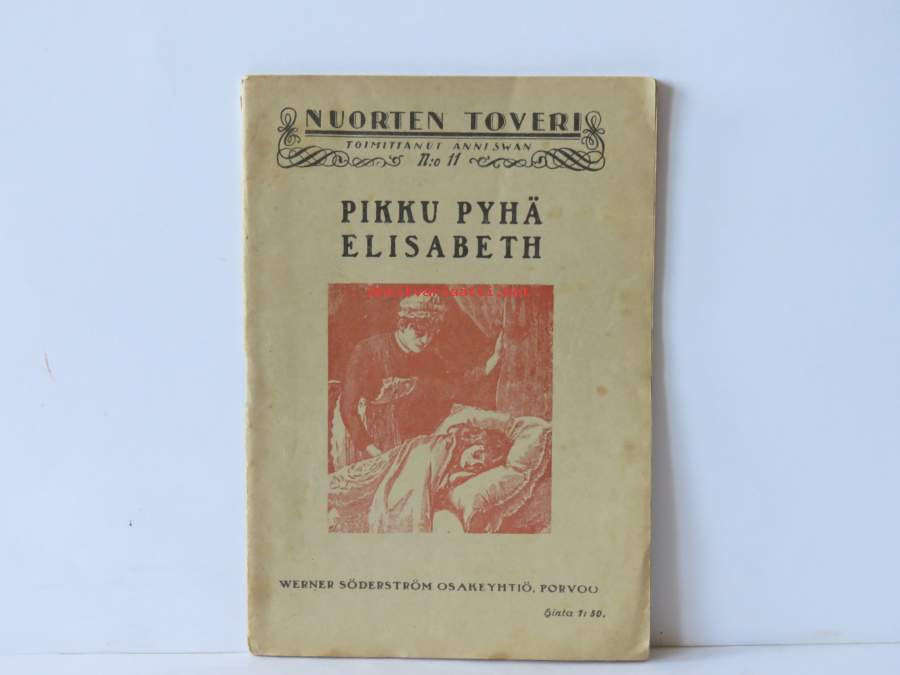 NUORTEN TOVERI
TOIMITTANUT ANNI SWAN
N:o 11
PIKKU PYHÄ
ELISABETH
WERNER SÖDERSTRÖM OSAKEYHTIÖ, PORVOO
Hinta 1:50.